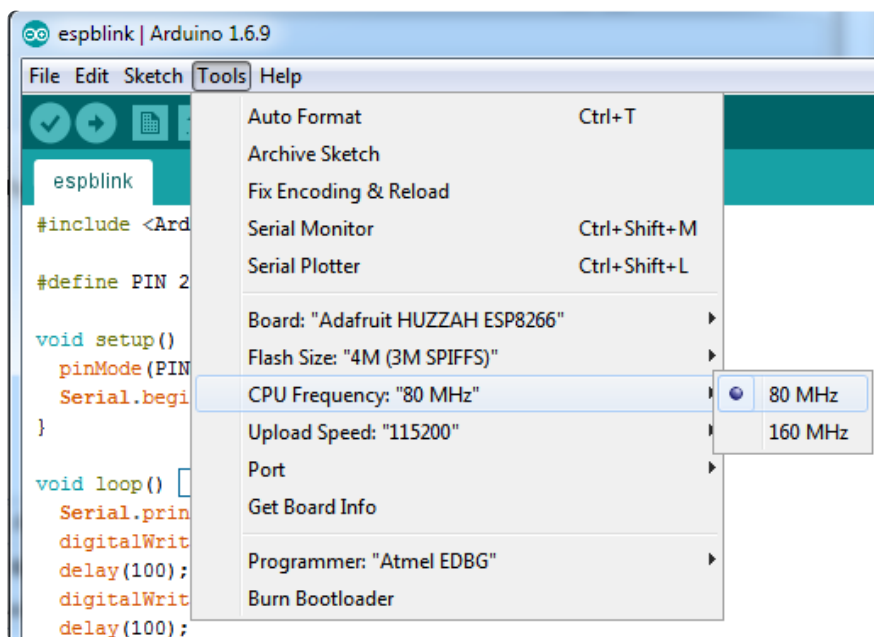 espblink | Arduino 1.6.9
File Edit Sketch Tools Help
espblink
#include <Ard
#define PIN 2
void setup()
pinMode(PIN
Serial.begi
}
void loop()
Serial.prin
digitalWrit
delay(100);
digitalWrit
delay(100);
Auto Format Ctrl+T
Archive Sketch
Fix Encoding & Reload
Serial Monitor Ctrl+Shift+M
Serial Plotter Ctrl+Shift+L
Board: "Adafruit HUZZAH ESP8266"
Flash Size: "4M (3M SPIFFS)"
CPU Frequency: "80 MHz"
Upload Speed: "115200"
Port
Get Board Info
Programmer: "Atmel EDBG"
Burn Bootloader
80 MHz
160 MHz